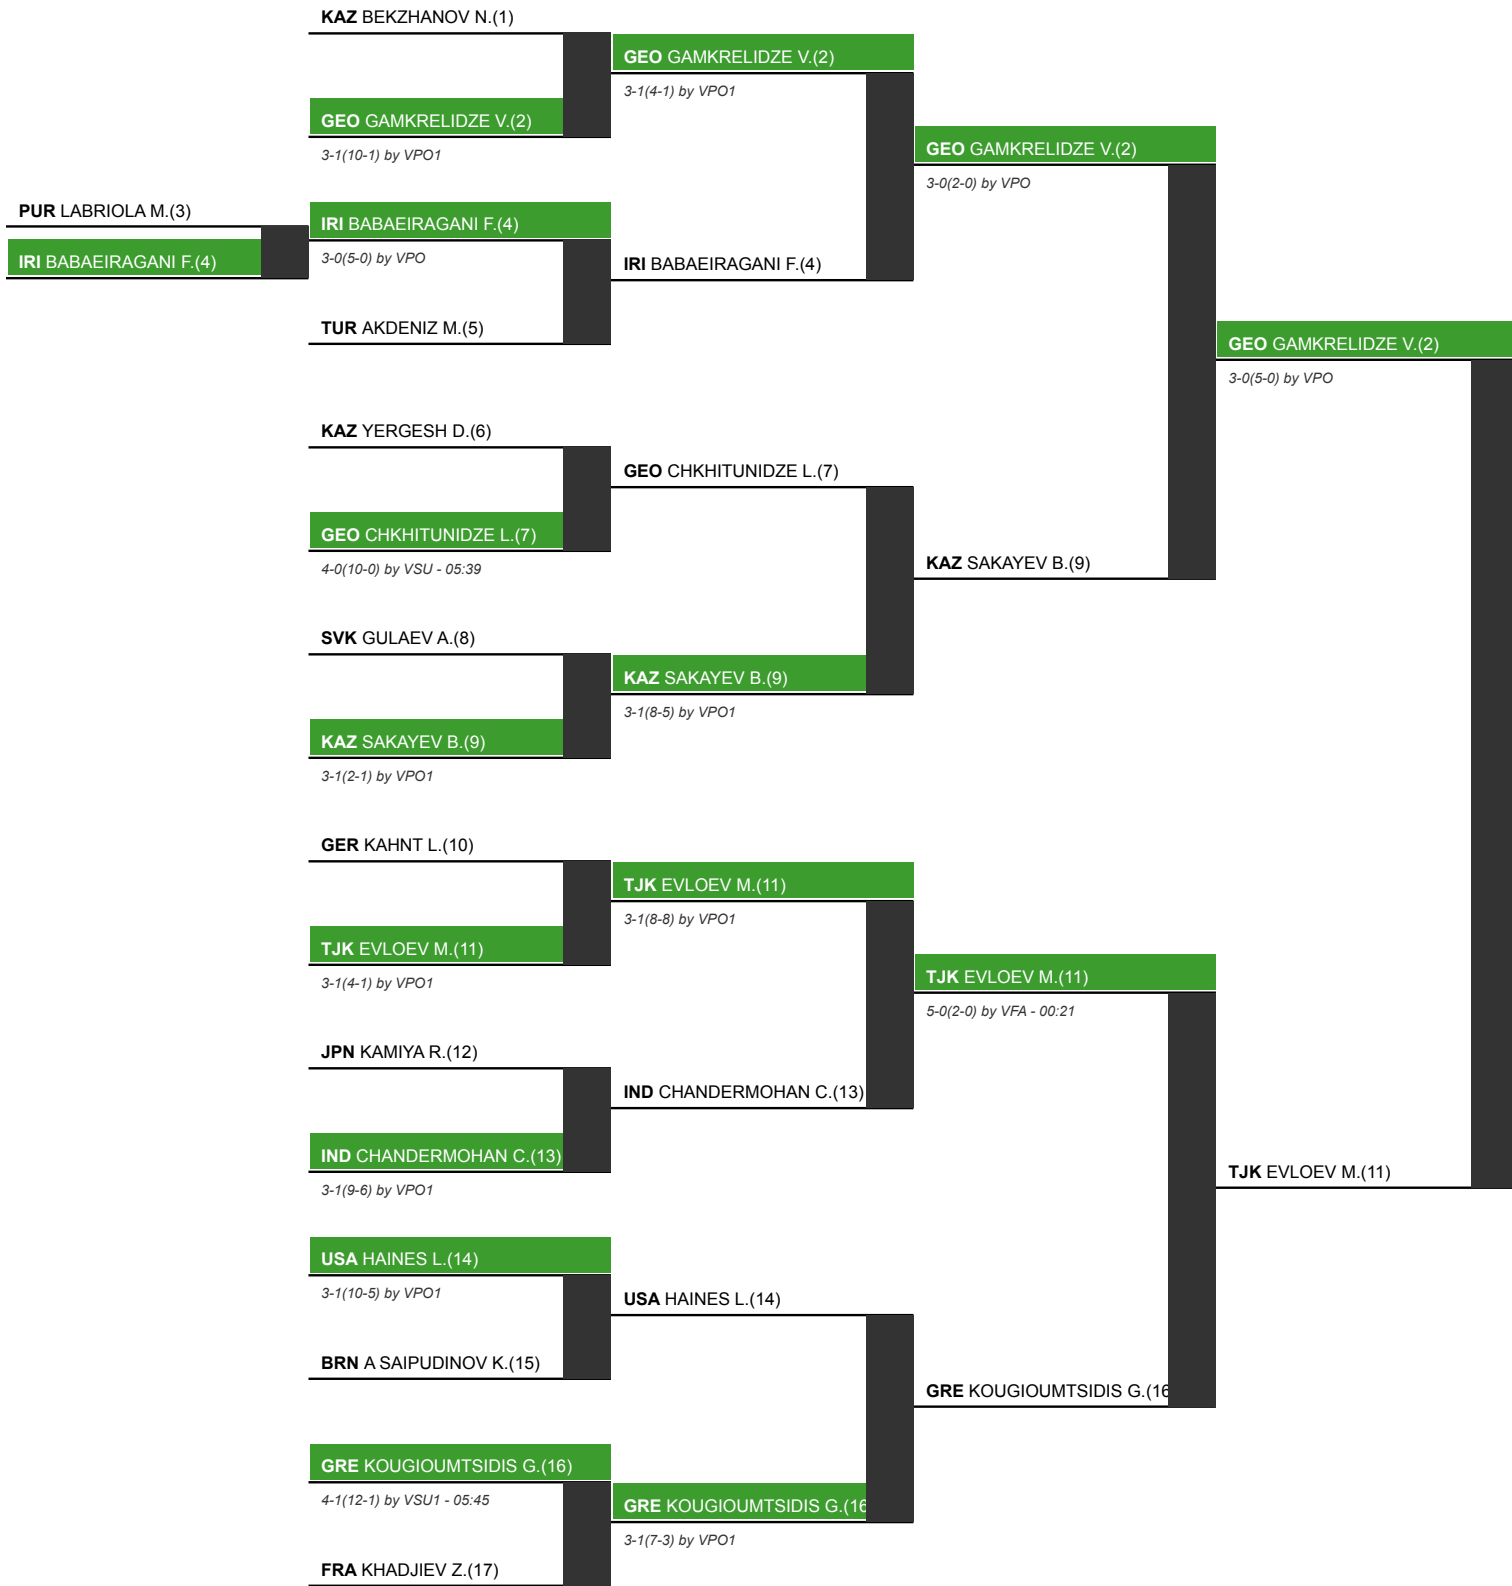 PUR LABRIOLA M.(3)
IRI BABAEIRAGANI F.(4)
KAZ BEKZHANOV N.(1)
GEO GAMKRELIDZE V.(2)
3-1(10-1) by VPO1
IRI BABAEIRAGANI F.(4)
3-0(5-0) by VPO
TUR AKDENIZ M.(5)
KAZ YERGESH D.(6)
GEO CHKHITUNIDZE L.(7)
4-0(10-0) by VSU - 05:39
SVK GULAEV A.(8)
KAZ SAKAYEV B.(9)
3-1(2-1) by VPO1
GER KAHNT L.(10)
TJK EVLOEV M.(11)
3-1(4-1) by VPO1
JPN KAMIYA R.(12)
IND CHANDERMOHAN C.(13)
3-1(9-6) by VPO1
USA HAINES L.(14)
3-1(10-5) by VPO1
BRN A SAIPUDINOV K.(15)
GRE KOUGIOUMTSIDIS G.(16)
4-1(12-1) by VSU1 - 05:45
FRA KHADJIEV Z.(17)
GEO GAMKRELIDZE V.(2)
3-1(4-1) by VPO1
IRI BABAEIRAGANI F.(4)
GEO CHKHITUNIDZE L.(7)
KAZ SAKAYEV B.(9)
3-1(8-5) by VPO1
TJK EVLOEV M.(11)
3-1(8-8) by VPO1
IND CHANDERMOHAN C.(13)
USA HAINES L.(14)
GRE KOUGIOUMTSIDIS G.(16
3-1(7-3) by VPO1
GEO GAMKRELIDZE V.(2)
3-0(2-0) by VPO
KAZ SAKAYEV B.(9)
TJK EVLOEV M.(11)
5-0(2-0) by VFA - 00:21
GRE KOUGIOUMTSIDIS G.(16
GEO GAMKRELIDZE V.(2)
3-0(5-0) by VPO
TJK EVLOEV M.(11)